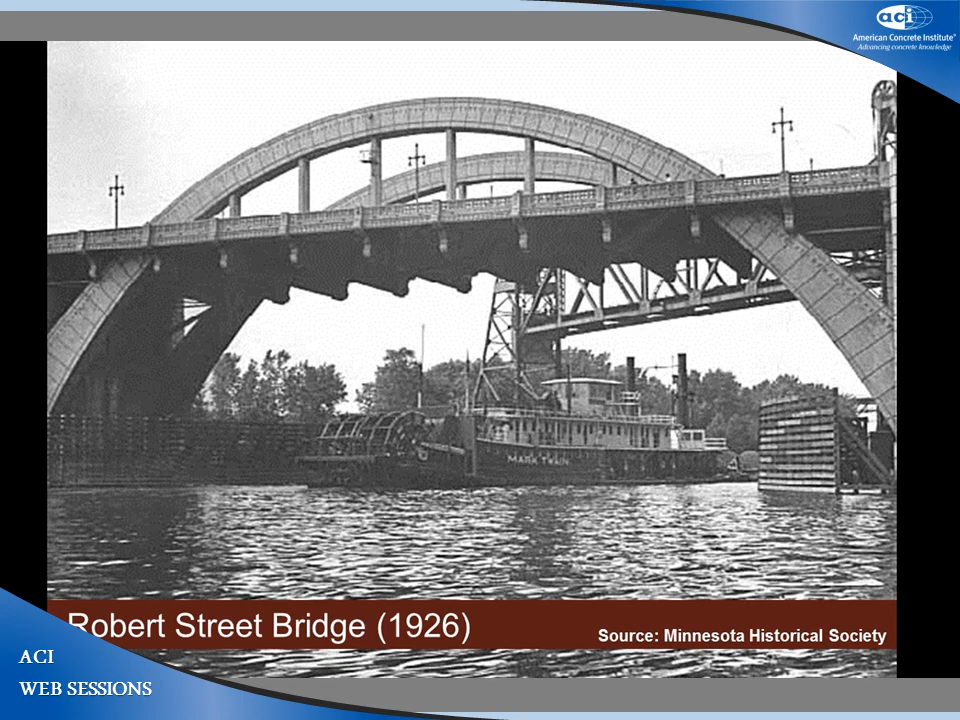 aci
American Concrete Institute®
Advancing concrete knowledge
MARK TWAIN
Robert Street Bridge (1926)
Source: Minnesota Historical Society
ACI
WEB SESSIONS